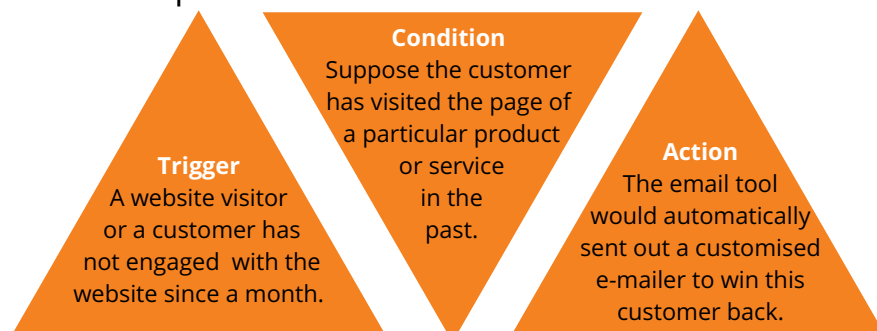 Trigger
A website visitor
or a customer has
not engaged with the
website since a month.
Condition
Suppose the customer
has visited the page of
a particular product
or service
in the
past.
Action
The email tool
would automatically
sent out a customised
e-mailer to win this
customer back.